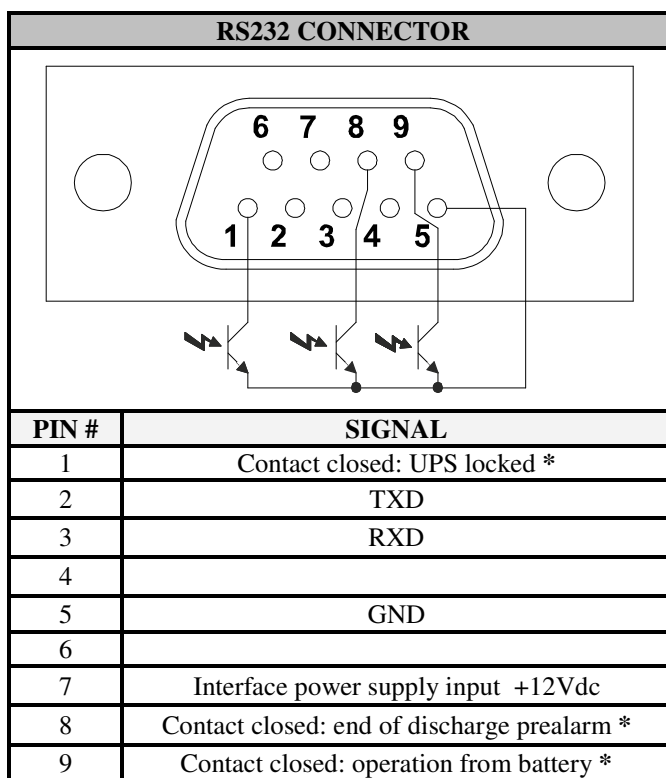 RS232 CONNECTOR
6 7 8 9
1 2 3 4 5
PIN # SIGNAL
1 Contact closed: UPS locked *
2 TXD
3 RXD
4
5 GND
6
7 Interface power supply input +12Vdc
8 Contact closed: end of discharge prealarm *
9 Contact closed: operation from battery *